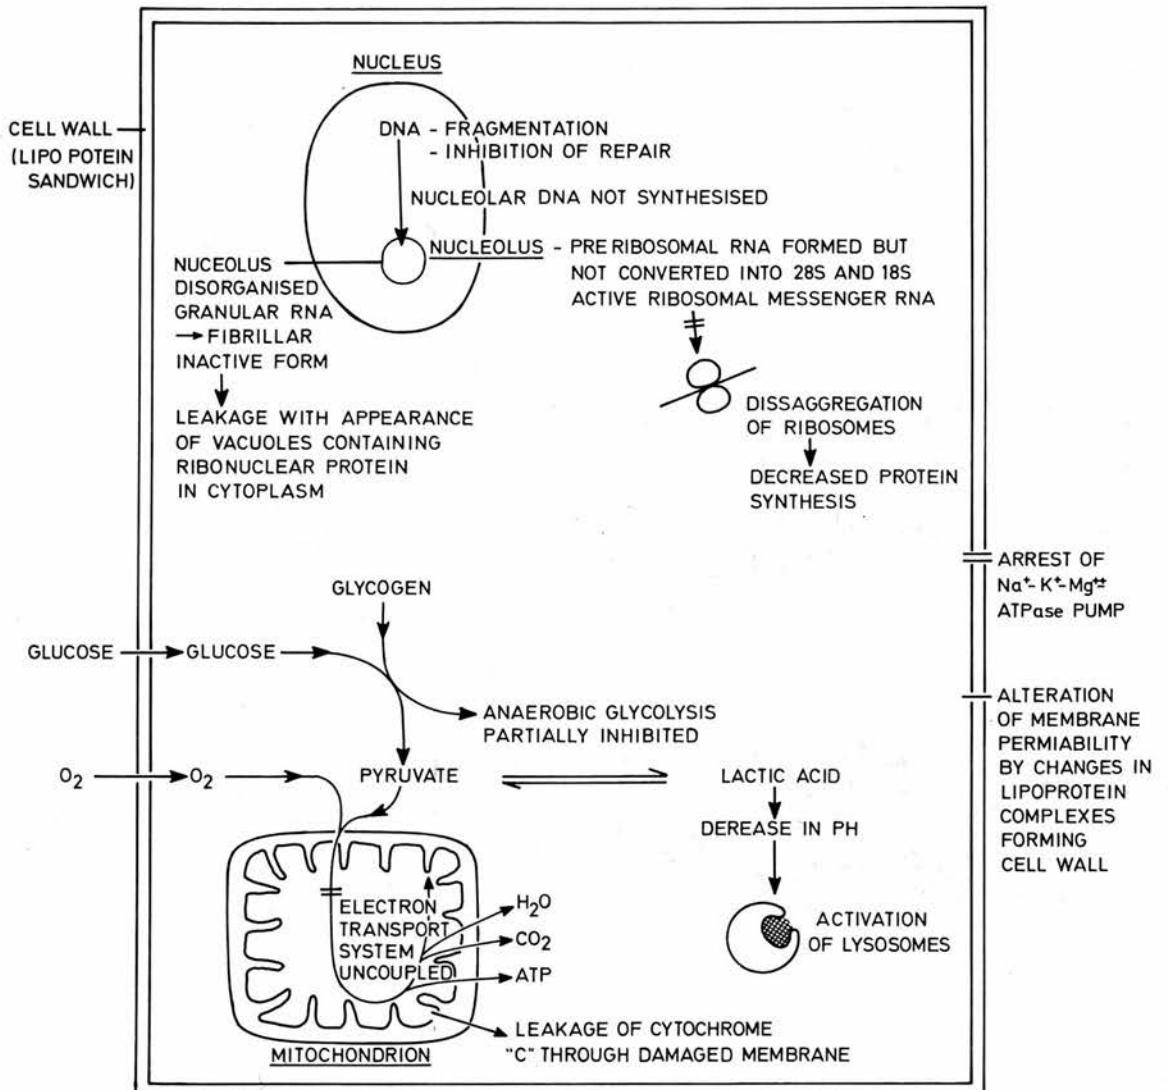 NUCLEUS
CELL WALL
(LIPO POTEIN
SANDWICH)
DNA - FRAGMENTATION
- INHIBITION OF REPAIR
NUCLEOLAR DNA NOT SYNTHESISED
NUCLEOLUS - PRE RIBOSOMAL RNA FORMED BUT
NOT CONVERTED INTO 28S AND 18S
ACTIVE RIBOSOMAL MESSENGER RNA
NUCEOLUS
DISORGANISED
GRANULAR RNA
→ FIBRILLAR
INACTIVE FORM
LEAKAGE WITH APPEARANCE
OF VACUOLES CONTAINING
RIBONUCLEAR PROTEIN
IN CYTOPLASM
DISSAGGREGATION
OF RIBOSOMES
DECREASED PROTEIN
SYNTHESIS
ARREST OF
Na⁺-K⁺-Mg⁺⁺
ATPase PUMP
GLYCOGEN
GLUCOSE
GLUCOSE
ANAEROBIC GLYCOLYSIS
PARTIALLY INHIBITED
ALTERATION
OF MEMBRANE
PERMIABILITY
BY CHANGES IN
LIPOPROTEIN
COMPLEXES
FORMING
CELL WALL
O₂
O₂
PYRUVATE
LACTIC ACID
DEREASE IN PH
ACTIVATION
OF LYSOSOMES
ELECTRON
TRANSPORT
SYSTEM
UNCOUPLED
H₂O
CO₂
ATP
LEAKAGE OF CYTOCHROME
"C" THROUGH DAMAGED MEMBRANE
MITOCHONDRION